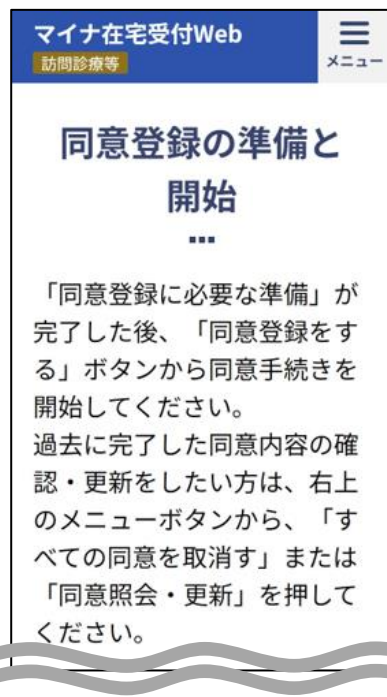 マイナ在宅受付Web
訪問診療等
メニュー
同意登録の準備と
開始
「同意登録に必要な準備」が
完了した後、「同意登録をす
る」ボタンから同意手続きを
開始してください。
過去に完了した同意内容の確
認・更新をしたい方は、右上
のメニューボタンから、「す
べての同意を取消す」または
「同意照会・更新」を押して
ください。